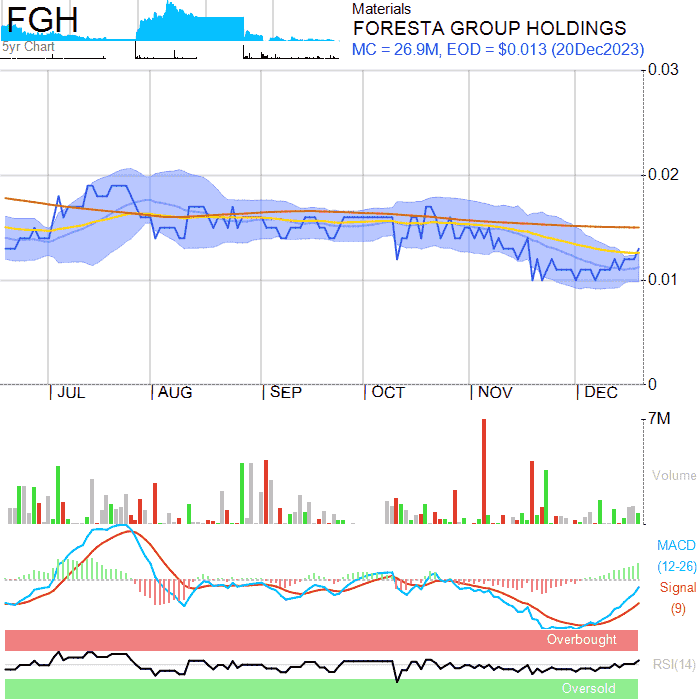 FGH
5yr Chart
Materials
FORESTA GROUP HOLDINGS
MC = 26.9M, EOD = $0.013 (20Dec2023)
0.03
0.02
0.01
0
JUL
AUG
SEP
OCT
NOV
DEC
7M
Volume
MACD
(12-26)
Signal
(9)
Overbought
RSI(14)
Oversold